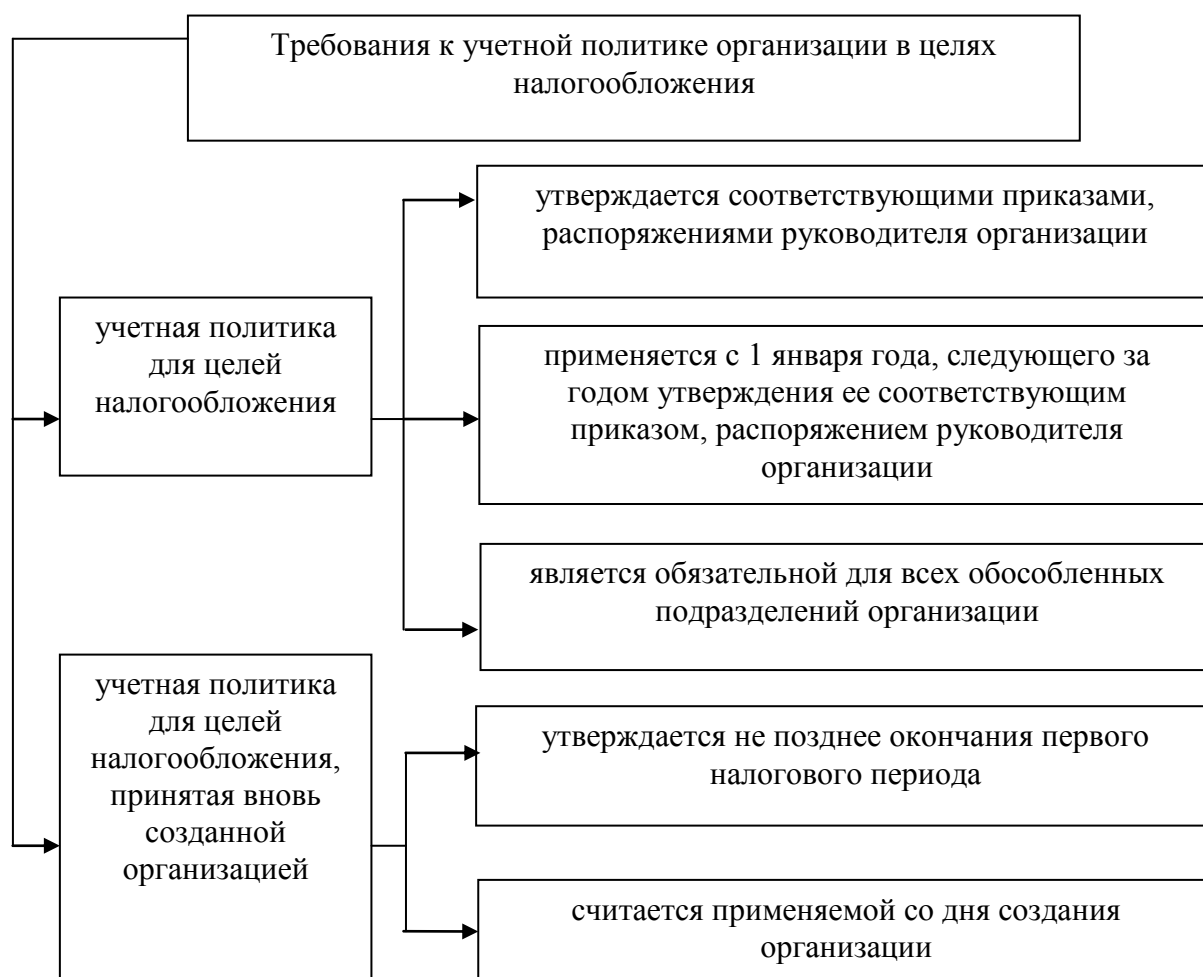 Требования к учетной политике организации в целях
налогообложения
утверждается соответствующими приказами,
распоряжениями руководителя организации
учетная политика
для целей
налогообложения
применяется с 1 января года, следующего за
годом утверждения ее соответствующим
приказом, распоряжением руководителя
организации
является обязательной для всех обособленных
подразделений организации
учетная политика
для целей
налогообложения,
принятая вновь
созданной
организацией
утверждается не позднее окончания первого
налогового периода
считается применяемой со дня создания
организации